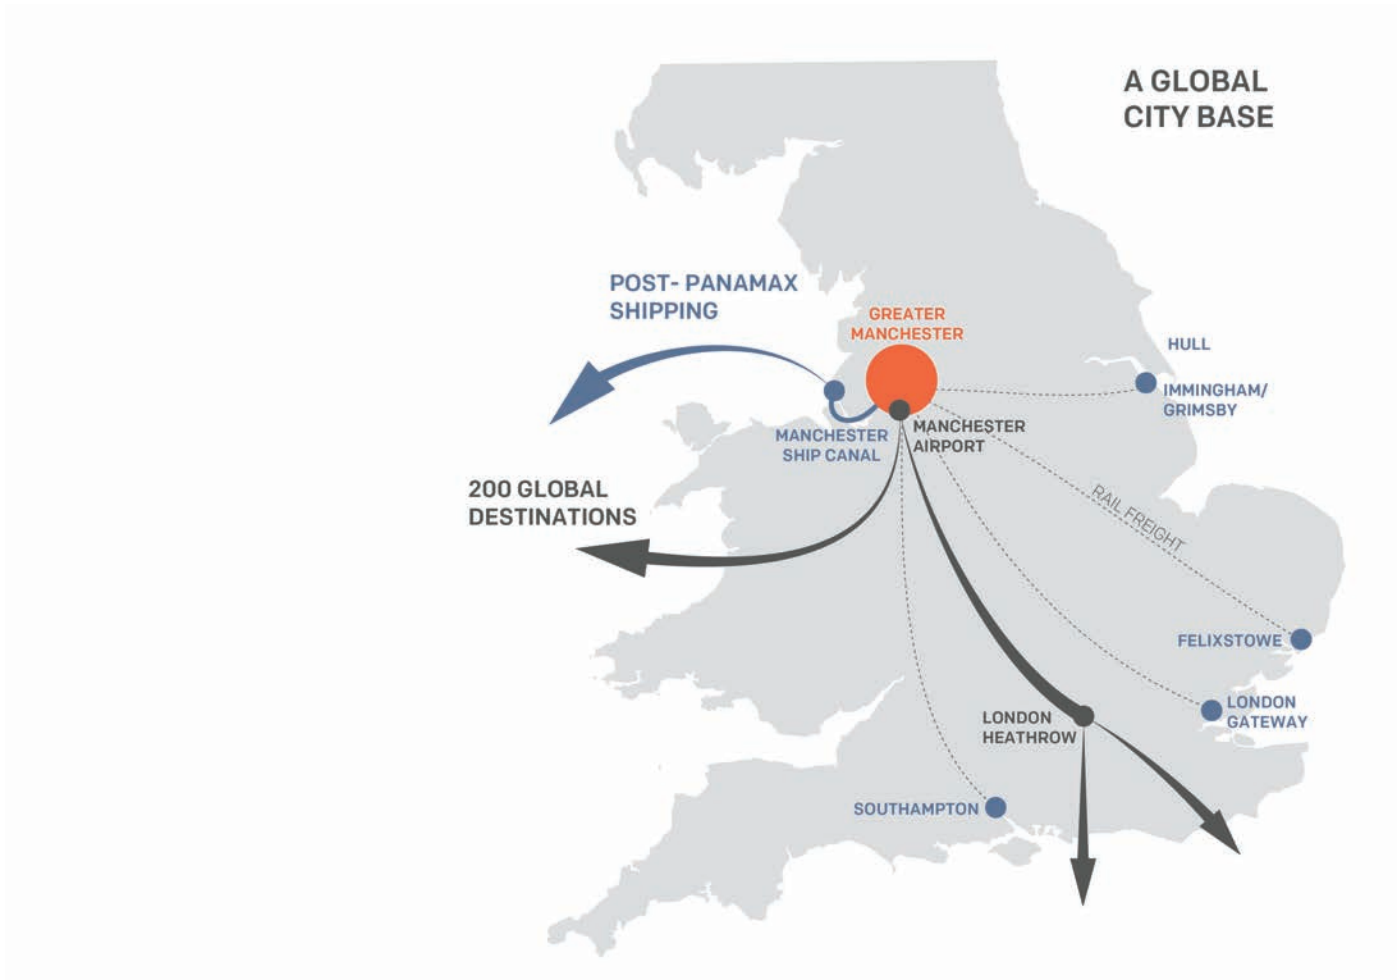 A GLOBAL
CITY BASE
POST- PANAMAX
SHIPPING
GREATER
MANCHESTER
HULL
IMMINGHAM/
GRIMSBY
MANCHESTER
SHIP CANAL
MANCHESTER
AIRPORT
200 GLOBAL
DESTINATIONS
RAIL FREIGHT
FELIXSTOWE
LONDON
GATEWAY
LONDON
HEATHROW
SOUTHAMPTON